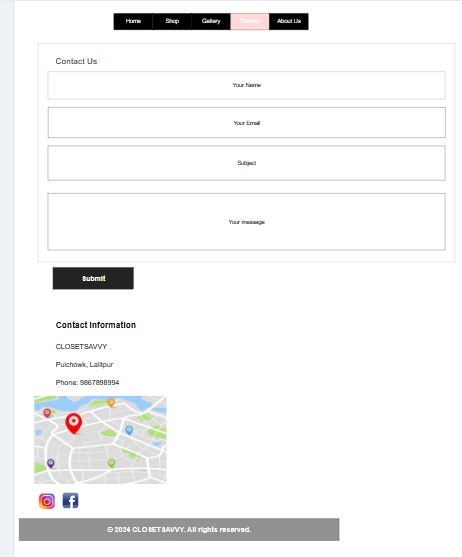 Home Shop Gallery Contact About Us
Contact Us
Your Name
Your Email
Subject
Your message
Submit
Contact Information
CLOSETSAVVY
Pulchowk, Lalitpur
Phone: 9867898994
© 2024 CLOSETSAVVY. All rights reserved.